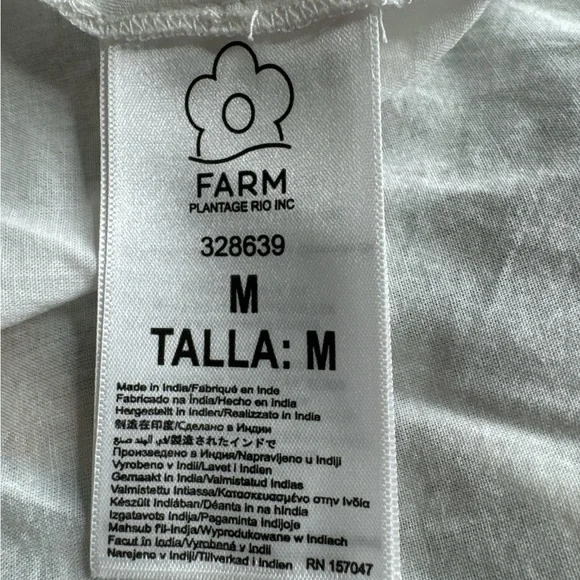 FARM
PLANTAGE RIO INC
328639
M
TALLA: M
Made in India/Fabriqué en Inde
Fabricado na Índia/Hecho en India
Hergestellt in Indien/Realizzato in India
制造在印度/Сделано в Индии
في الهند صنع/製造されたインドで
Произведено в Индия/Napravljeno u Indiji
Vyrobeno v Indii/Lavet i Indien
Gemaakt in India/Valmistatud Indias
Valmistettu Intiassa/Κατασκευασμένο στην Ινδία
Készült Indiában/Déanta in na hIndia
Izgatavots Indija/Pagaminta Indijoje
Mahsub fil-Indja/Wyprodukowane w Indiach
Facut în India/Vyrobená v Indii
Narejeno v Indiji/Tillverkad i Indien RN 157047